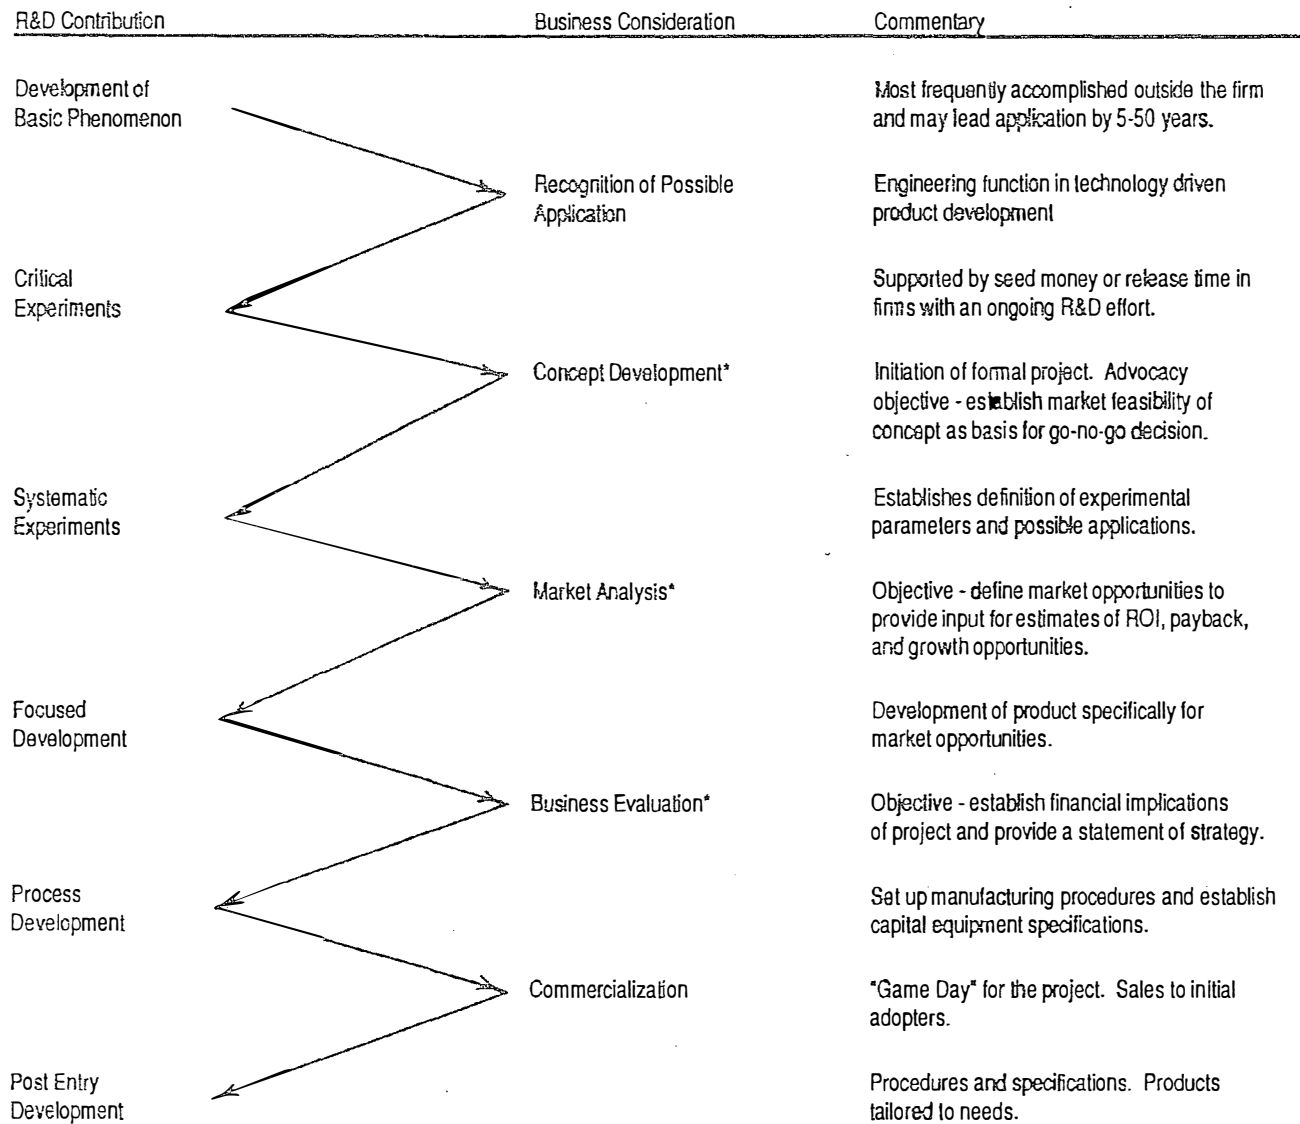 R&D Contribution Business Consideration Commentary
Development of
Basic Phenomenon
Most frequently accomplished outside the firm
and may lead application by 5-50 years.
Recognition of Possible
Application
Engineering function in technology driven
product development
Critical
Experiments
Supported by seed money or release time in
firms with an ongoing R&D effort.
Concept Development*
Initiation of formal project. Advocacy
objective - establish market feasibility of
concept as basis for go-no-go decision.
Systematic
Experiments
Establishes definition of experimental
parameters and possible applications.
Market Analysis*
Objective - define market opportunities to
provide input for estimates of ROI, payback,
and growth opportunities.
Focused
Development
Development of product specifically for
market opportunities.
Business Evaluation*
Objective - establish financial implications
of project and provide a statement of strategy.
Process
Development
Set up manufacturing procedures and establish
capital equipment specifications.
Commercialization
"Game Day" for the project. Sales to initial
adopters.
Post Entry
Development
Procedures and specifications. Products
tailored to needs.